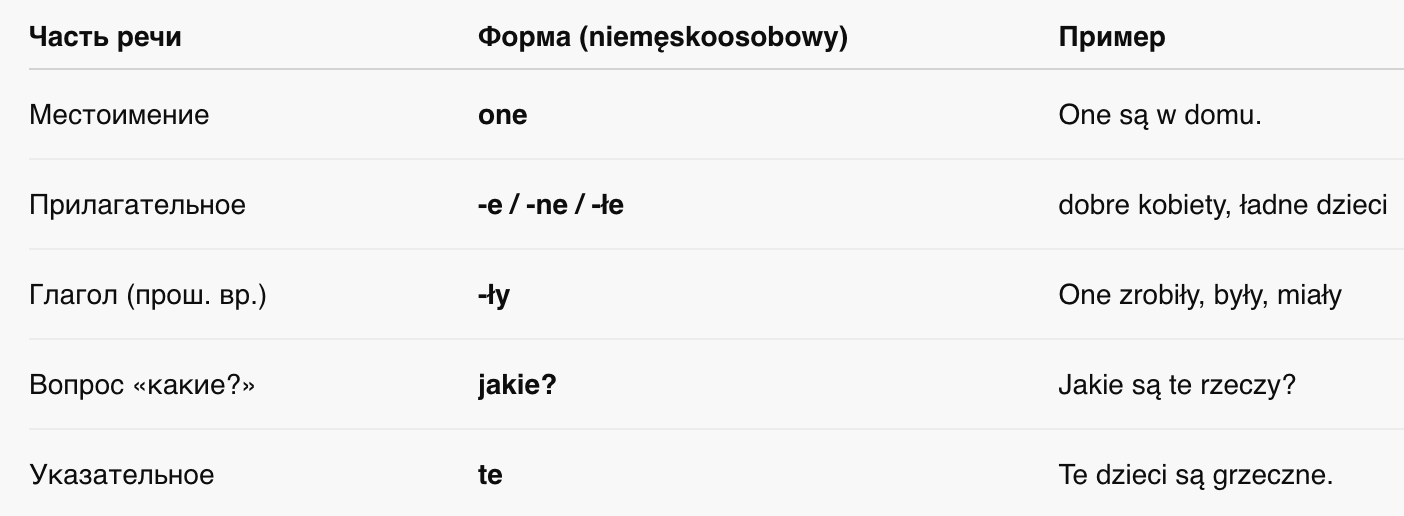 Часть речи Форма (niemęskoosobowy) Пример
Местоимение one One są w domu.
Прилагательное -e / -ne / -łe dobre kobiety, ładne dzieci
Глагол (прош. вр.) -ły One zrobiły, były, miały
Вопрос «какие?» jakie? Jakie są te rzeczy?
Указательное te Te dzieci są grzeczne.